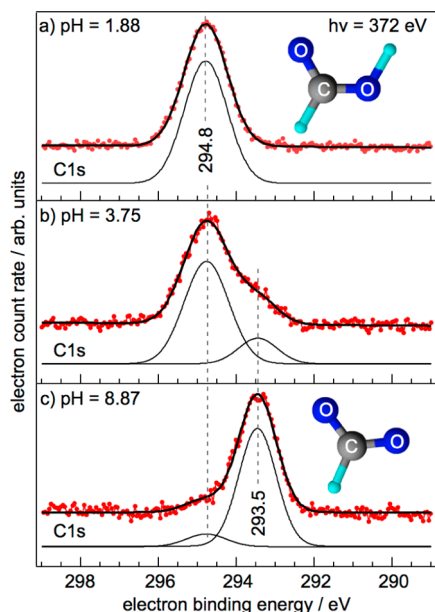 a) pH = 1.88
hν = 372 eV
O
C
O
C1s
294.8
b) pH = 3.75
C1s
c) pH = 8.87
O
C
O
C1s
293.5
298 296 294 292 290
electron binding energy / eV
electron count rate / arb. units